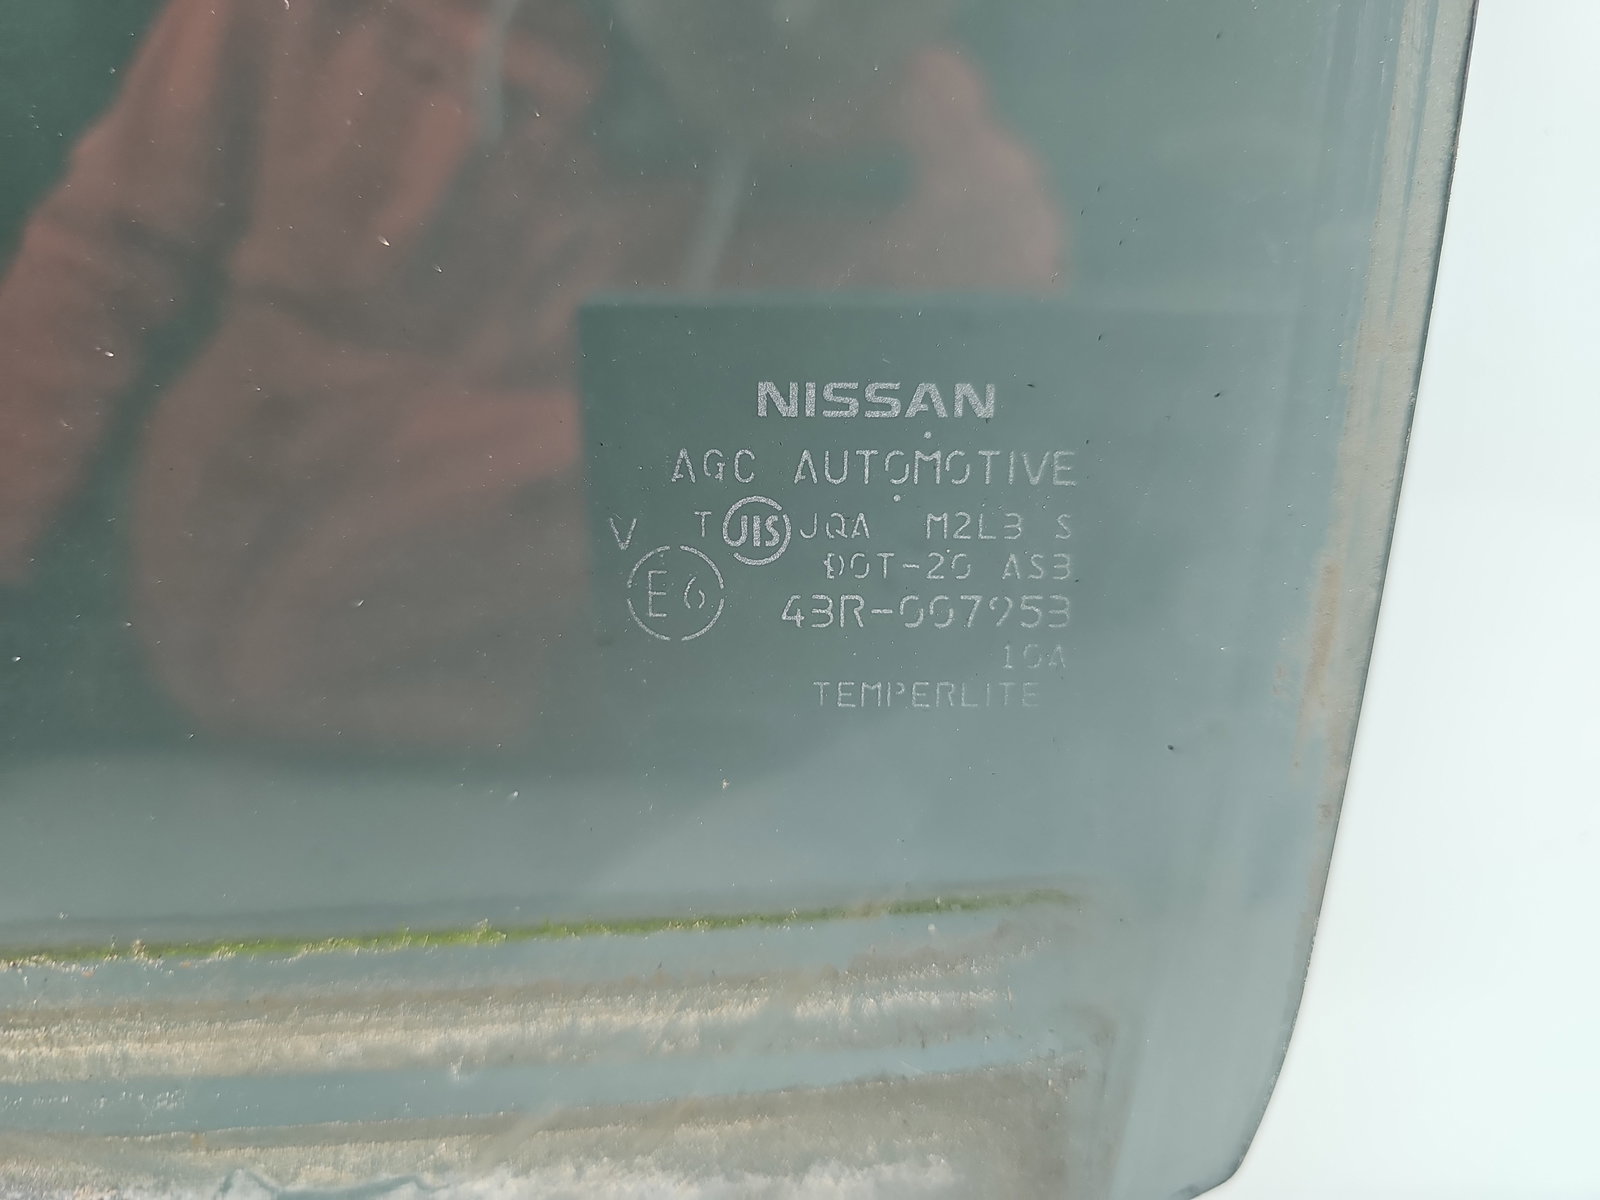 NISSAN
AGC AUTOMOTIVE
V T JIS JQA M2L3 S
DOT-20 AS3
E6 43R-007953
10A
TEMPERLITE